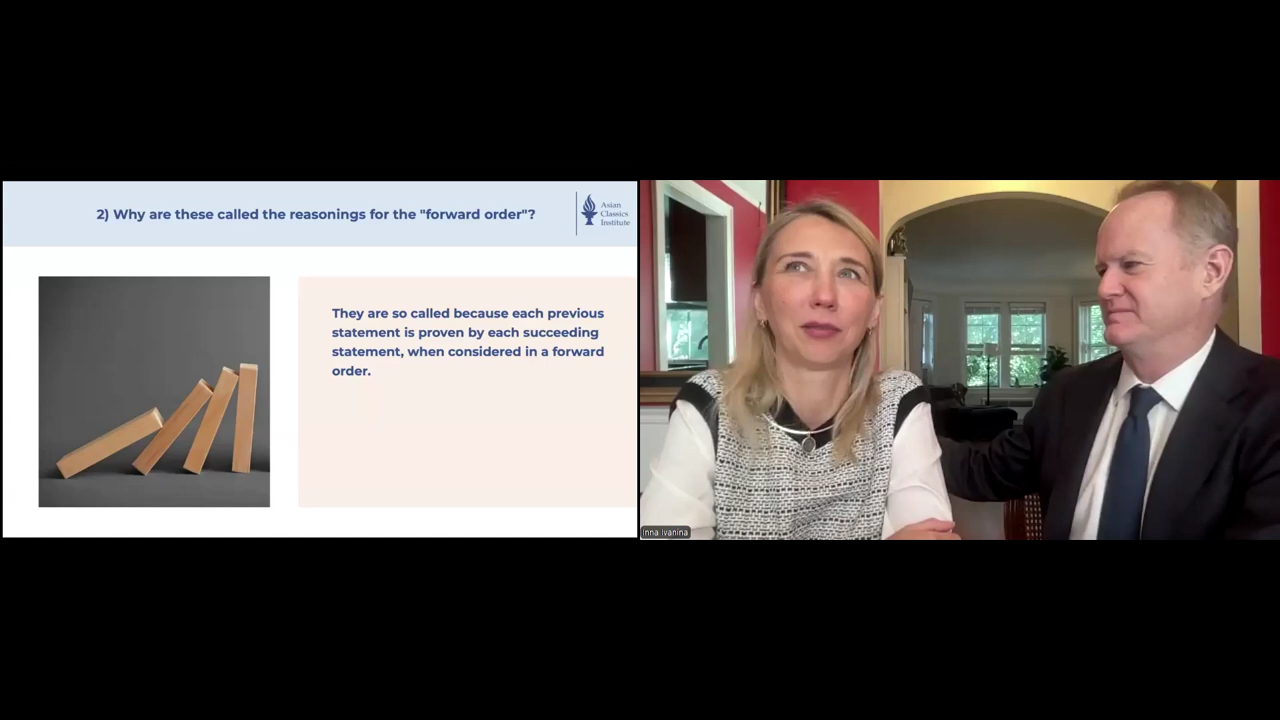 2) Why are these called the reasonings for the "forward order"?
Asian
Classics
Institute
They are so called because each previous
statement is proven by each succeeding
statement, when considered in a forward
order.
Inna Ivanina